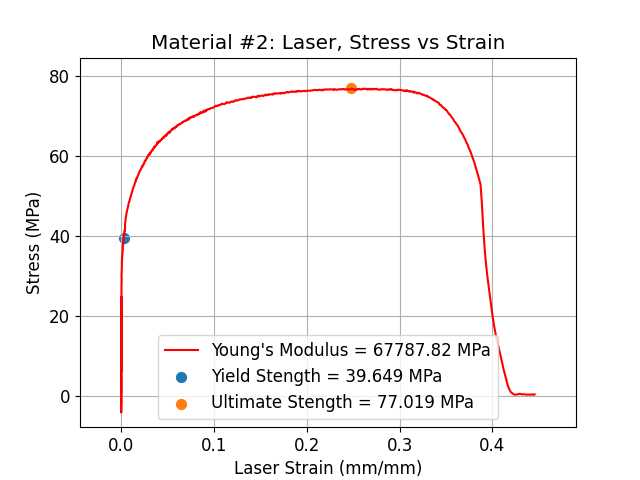 Material #2: Laser, Stress vs Strain
80
60
40
20
0
Stress (MPa)
Young's Modulus = 67787.82 MPa
Yield Stength = 39.649 MPa
Ultimate Stength = 77.019 MPa
0.0 0.1 0.2 0.3 0.4
Laser Strain (mm/mm)